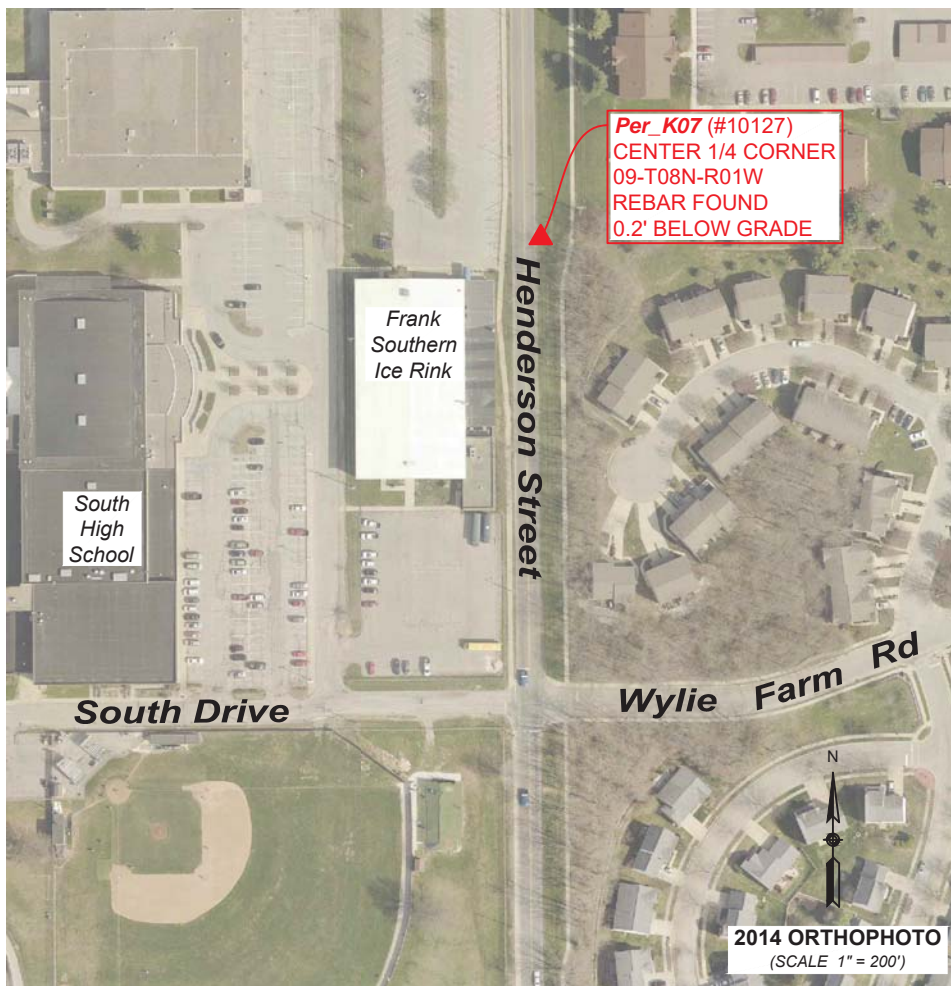 Per_K07 (#10127)
CENTER 1/4 CORNER
09-T08N-R01W
REBAR FOUND
0.2' BELOW GRADE
Henderson Street
Frank
Southern
Ice Rink
South
High
School
South Drive
Wylie Farm Rd
N
2014 ORTHOPHOTO
(SCALE 1" = 200')